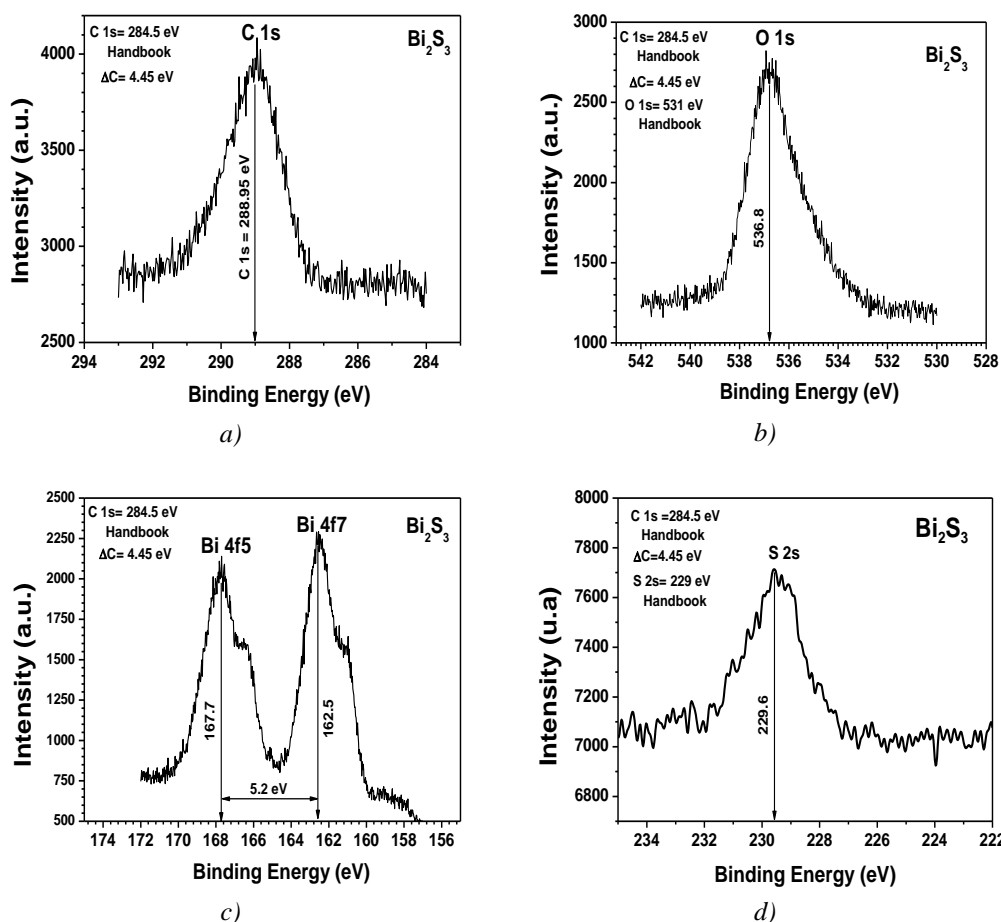 C 1s= 284.5 eV
Handbook
ΔC= 4.45 eV
C 1s
Bi₂S₃
C 1s = 288.95 eV
Intensity (a.u.)
4000
3500
3000
2500
294 292 290 288 286 284
Binding Energy (eV)
a)
C 1s= 284.5 eV
Handbook
ΔC= 4.45 eV
O 1s= 531 eV
Handbook
O 1s
Bi₂S₃
536.8
Intensity (a.u.)
3000
2500
2000
1500
1000
542 540 538 536 534 532 530 528
Binding Energy (eV)
b)
C 1s= 284.5 eV
Handbook
ΔC= 4.45 eV
Bi 4f5
Bi 4f7
Bi₂S₃
167.7
162.5
5.2 eV
Intensity (a.u.)
2500
2250
2000
1750
1500
1250
1000
750
500
174 172 170 168 166 164 162 160 158 156
Binding Energy (eV)
c)
C 1s =284.5 eV
Handbook
ΔC=4.45 eV
S 2s= 229 eV
Handbook
S 2s
Bi₂S₃
229.6
Intensity (u.a)
8000
7800
7600
7400
7200
7000
6800
234 232 230 228 226 224 222
Binding Energy (eV)
d)